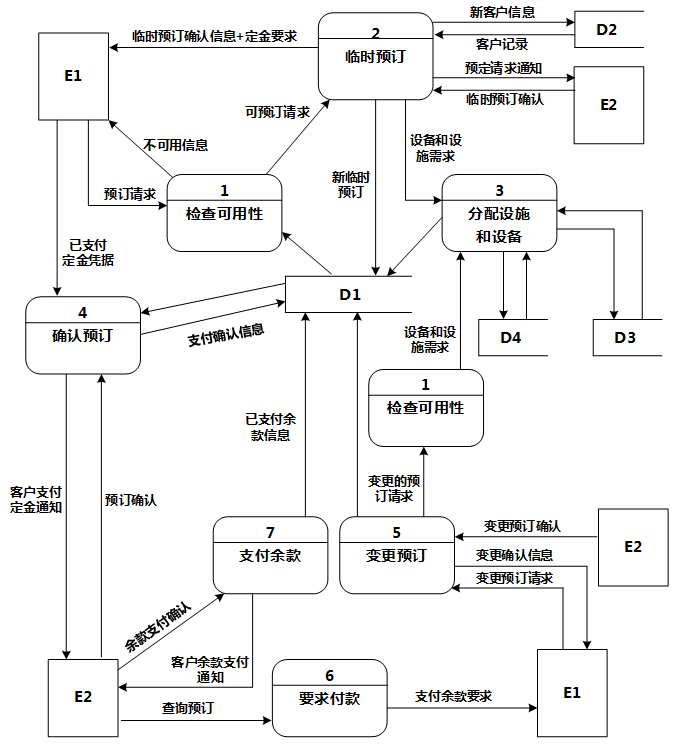 新客户信息
2
D2
临时预订确认信息+定金要求
客户记录
临时预订
预定请求通知
E1
临时预订确认
E2
可预订请求
不可用信息
设备和设
施需求
新临时
预订
1
3
预订请求
检查可用性
分配设施
和设备
已支付
定金凭据
D1
4
确认预订
支付确认信息
设备和设
施需求
D4
D3
1
检查可用性
已支付余
款信息
变更的预
订请求
客户支付
定金通知
预订确认
7
支付余款
5
变更预订
变更预订确认
E2
变更确认信息
变更预订请求
余款支付确认
客户余款支付
通知
6
E2
要求付款
支付余款要求
E1
查询预订